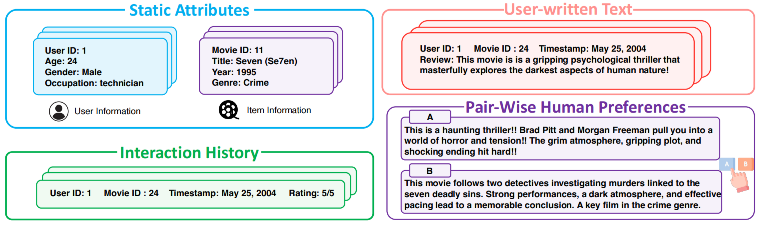 Static Attributes
User ID: 1
Age: 24
Gender: Male
Occupation: technician
Movie ID: 11
Title: Seven (Se7en)
Year: 1995
Genre: Crime
User Information
Item Information
Interaction History
User ID: 1 Movie ID : 24 Timestamp: May 25, 2004 Rating: 5/5
User-written Text
User ID: 1 Movie ID : 24 Timestamp: May 25, 2004
Review: This movie is is a gripping psychological thriller that
masterfully explores the darkest aspects of human nature!
Pair-Wise Human Preferences
A
This is a haunting thriller!! Brad Pitt and Morgan Freeman pull you into a
world of horror and tension!! The grim atmosphere, gripping plot, and
shocking ending hit hard!!
A B
B
This movie follows two detectives investigating murders linked to the
seven deadly sins. Strong performances, a dark atmosphere, and effective
pacing lead to a memorable conclusion. A key film in the crime genre.